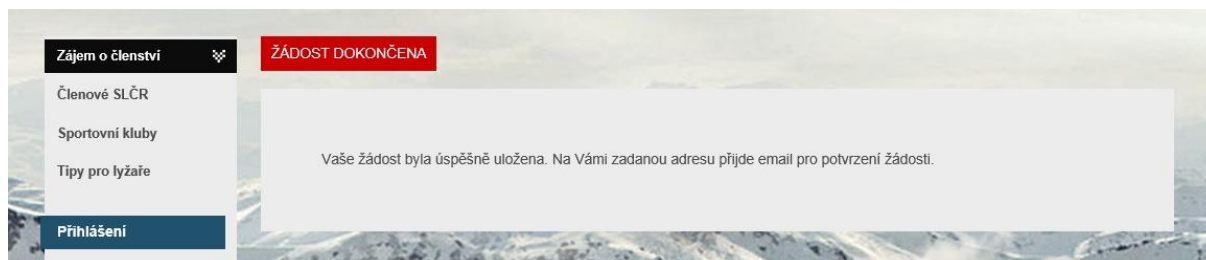 Zájem o členství
Členové SLČR
Sportovní kluby
Tipy pro lyžaře
Přihlášení
ŽÁDOST DOKONČENA
Vaše žádost byla úspěšně uložena. Na Vámi zadanou adresu přijde email pro potvrzení žádosti.